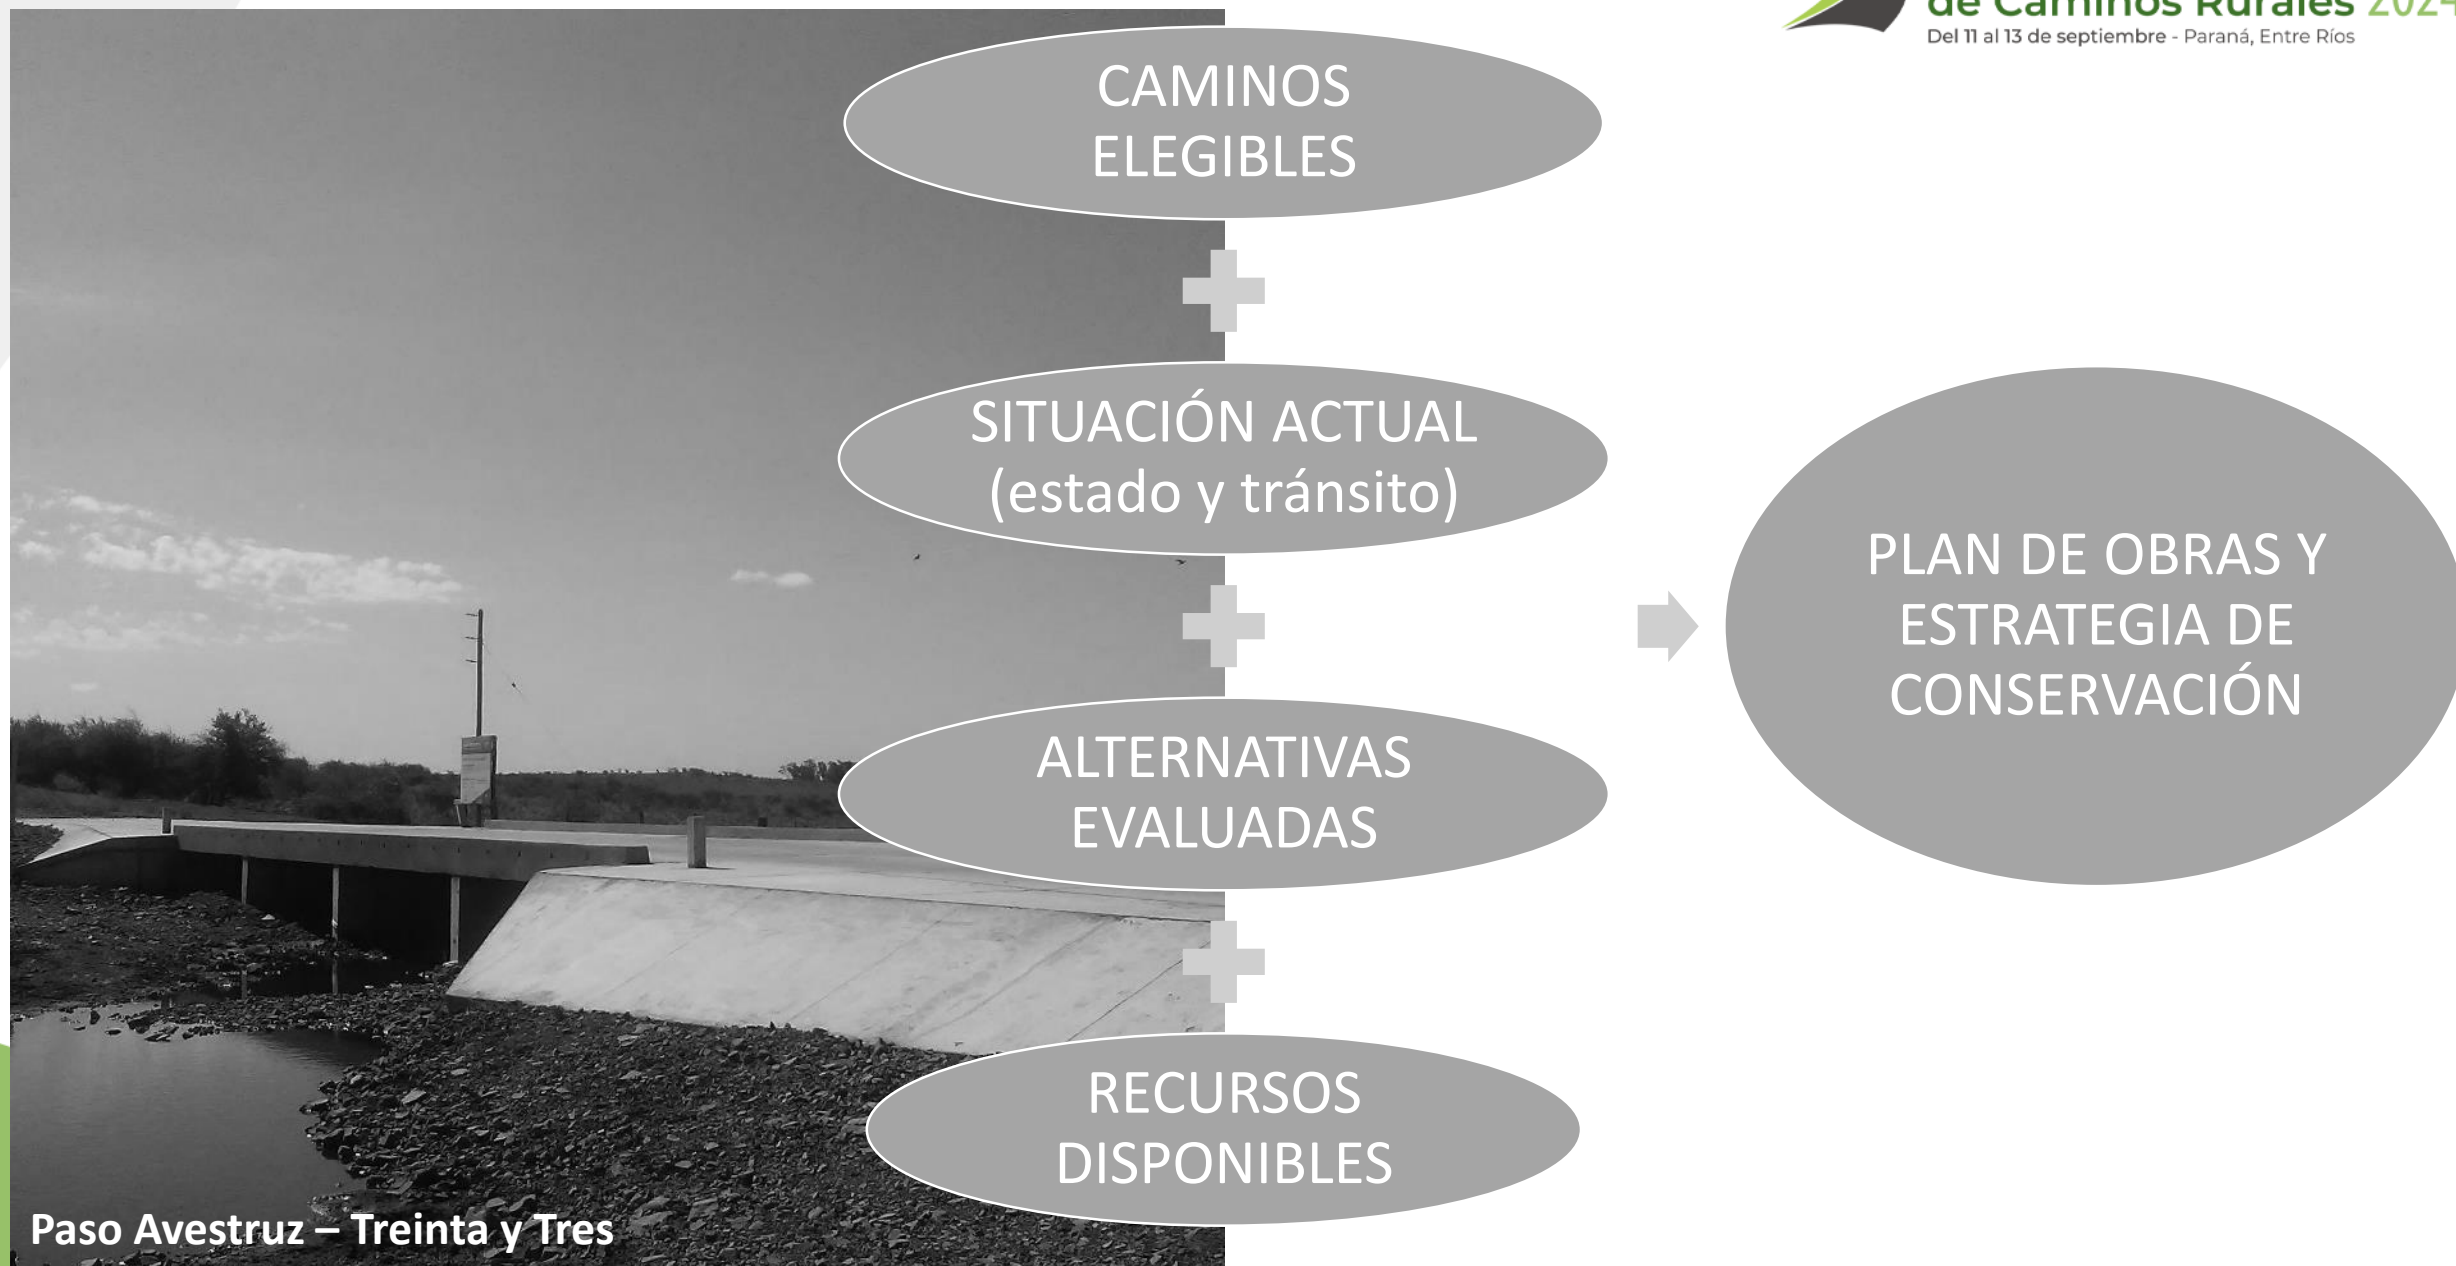 de Caminos Rurales 2024
Del 11 al 13 de septiembre - Paraná, Entre Ríos
CAMINOS
ELEGIBLES
SITUACIÓN ACTUAL
(estado y tránsito)
ALTERNATIVAS
EVALUADAS
RECURSOS
DISPONIBLES
PLAN DE OBRAS Y
ESTRATEGIA DE
CONSERVACIÓN
Paso Avestruz – Treinta y Tres